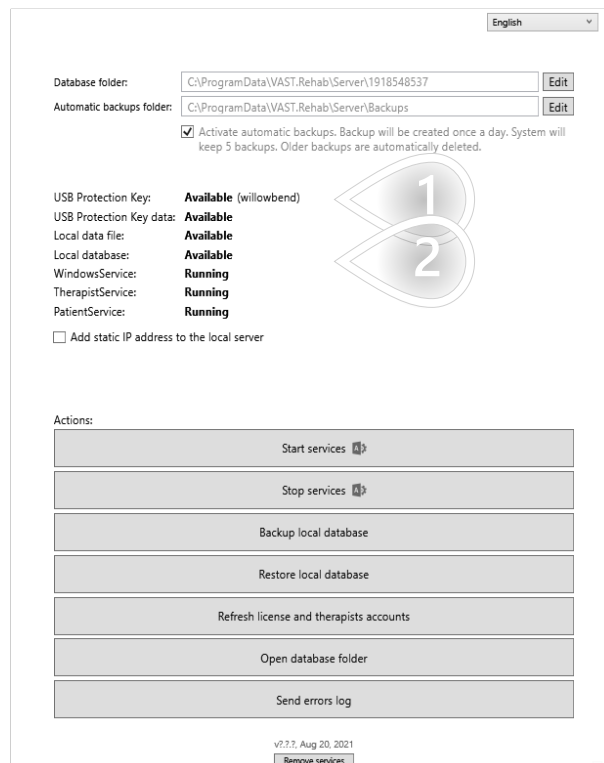 English
Database folder: C:\ProgramData\VAST.Rehab\Server\1918548537 Edit
Automatic backups folder: C:\ProgramData\VAST.Rehab\Server\Backups Edit
Activate automatic backups. Backup will be created once a day. System will
keep 5 backups. Older backups are automatically deleted.
1
USB Protection Key: Available (willowbend)
USB Protection Key data: Available
Local data file: Available
2
Local database: Available
WindowsService: Running
TherapistService: Running
PatientService: Running
Add static IP address to the local server
Actions:
Start services
Stop services
Backup local database
Restore local database
Refresh license and therapists accounts
Open database folder
Send errors log
v?.?.?, Aug 20, 2021
Remove services